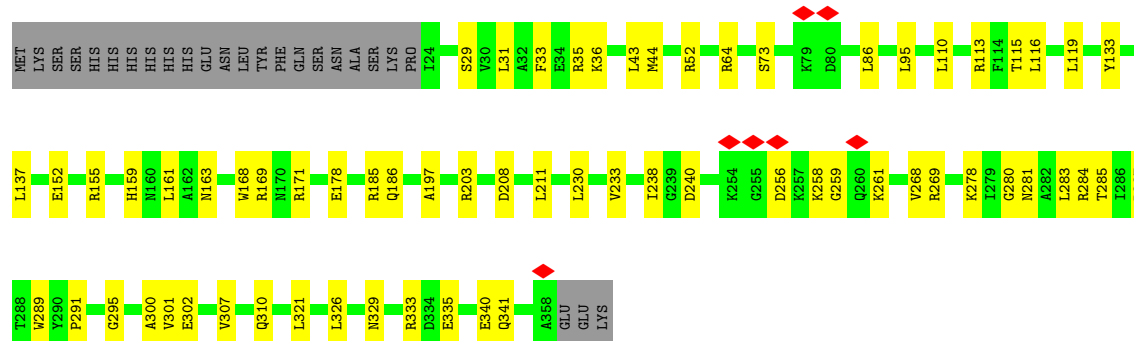 MET LYS SER SER HIS HIS HIS HIS HIS HIS GLU ASN LEU TYR PHE GLN SER ASN ALA SER LYS PRO I24 S29 V30 L31 A32 F33 E34 R35 K36 L43 M44 R52 R64 S73 K79 D80 L86 L95 L110 R113 F114 T115 L116 L119 Y133
L137 E152 R155 H159 N160 L161 A162 N163 W168 R169 N170 R171 E178 R185 Q186 A197 R203 D208 L211 L230 V233 I238 G239 D240 K254 G255 D256 K257 K258 G259 Q260 K261 V268 R269 K278 I279 G280 N281 A282 L283 R284 T285 I286
T288 W289 Y290 P291 G295 A300 V301 E302 V307 Q310 L321 L326 N329 R333 D334 E335 E340 Q341 A358 GLU GLU LYS